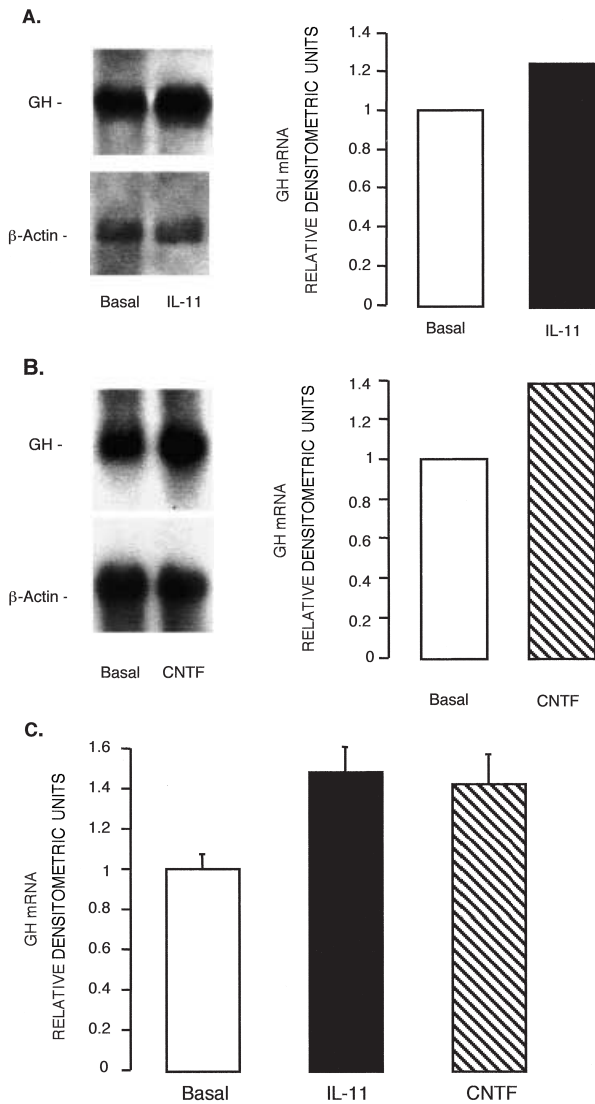 A.
GH -
β-Actin -
Basal IL-11
GH mRNA
RELATIVE DENSITOMETRIC UNITS
1.4
1.2
1
0.8
0.6
0.4
0.2
0
Basal IL-11
B.
GH -
β-Actin -
Basal CNTF
GH mRNA
RELATIVE DENSITOMETRIC UNITS
1.4
1.2
1
0.8
0.6
0.4
0.2
0
Basal CNTF
C.
GH mRNA
RELATIVE DENSITOMETRIC UNITS
1.6
1.4
1.2
1
0.8
0.6
0.4
0.2
0
Basal IL-11 CNTF